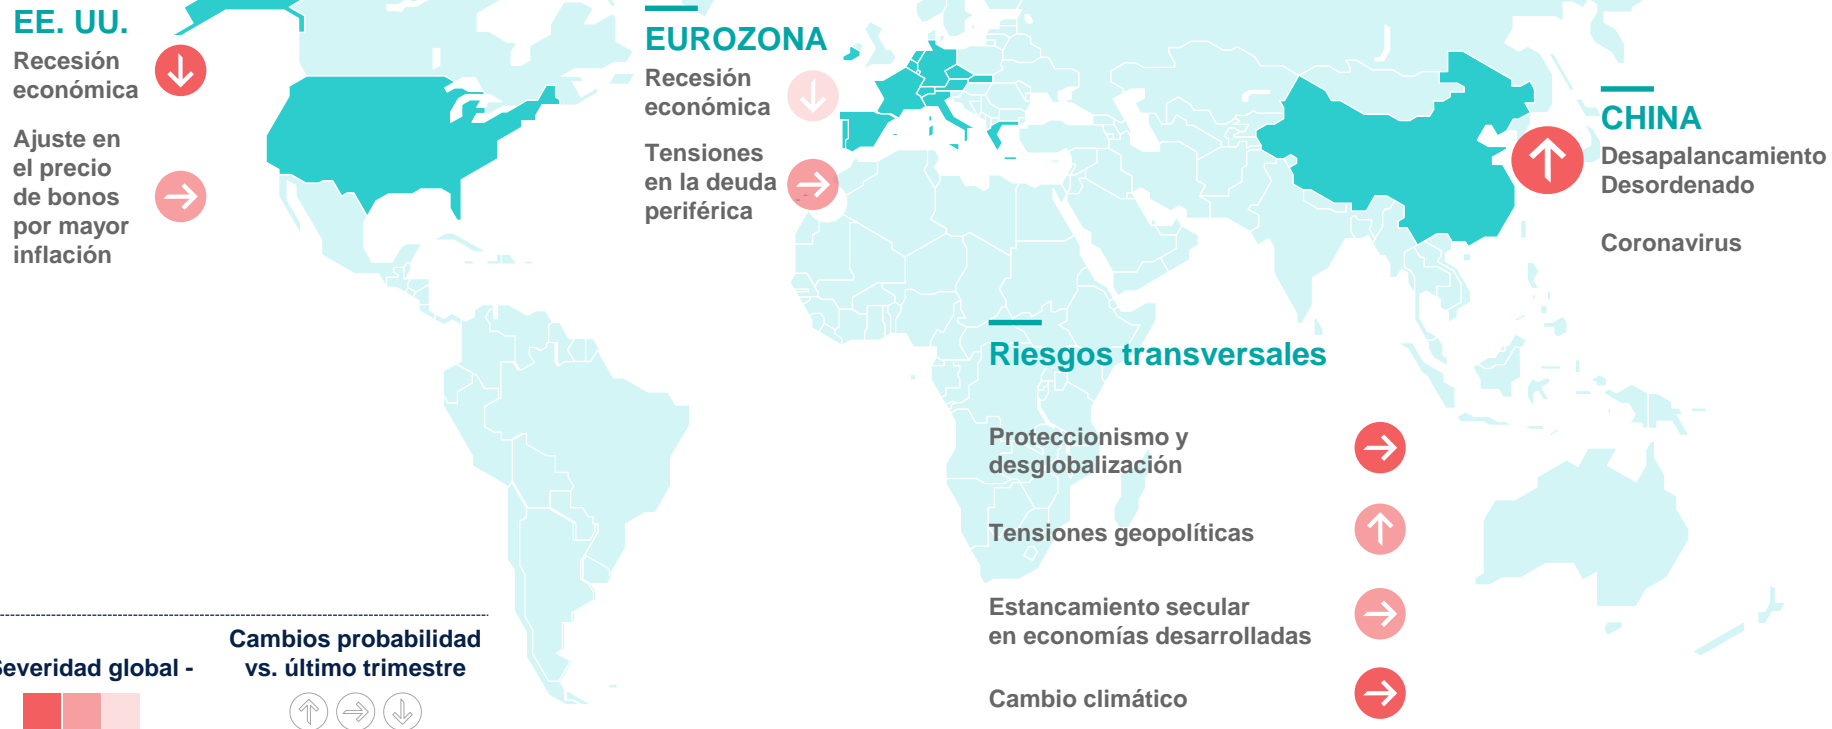 EE. UU.
Recesión
económica
Ajuste en
el precio
de bonos
por mayor
inflación
EUROZONA
Recesión
económica
Tensiones
en la deuda
periférica
CHINA
Desapalancamiento
Desordenado
Coronavirus
Riesgos transversales
Proteccionismo y
desglobalización
Tensiones geopolíticas
Estancamiento secular
en economías desarrolladas
Cambio climático
Severidad global -
Cambios probabilidad
vs. último trimestre